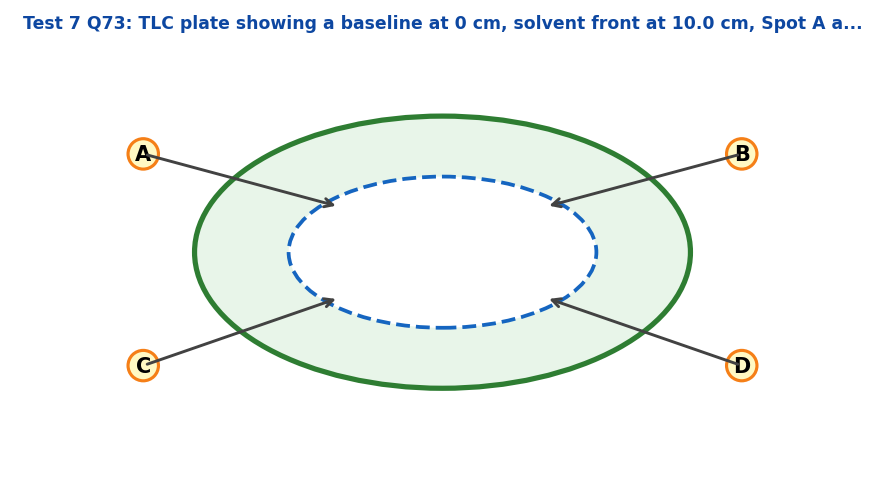 Test 7 Q73: TLC plate showing a baseline at 0 cm, solvent front at 10.0 cm, Spot A a...
A
B
C
D